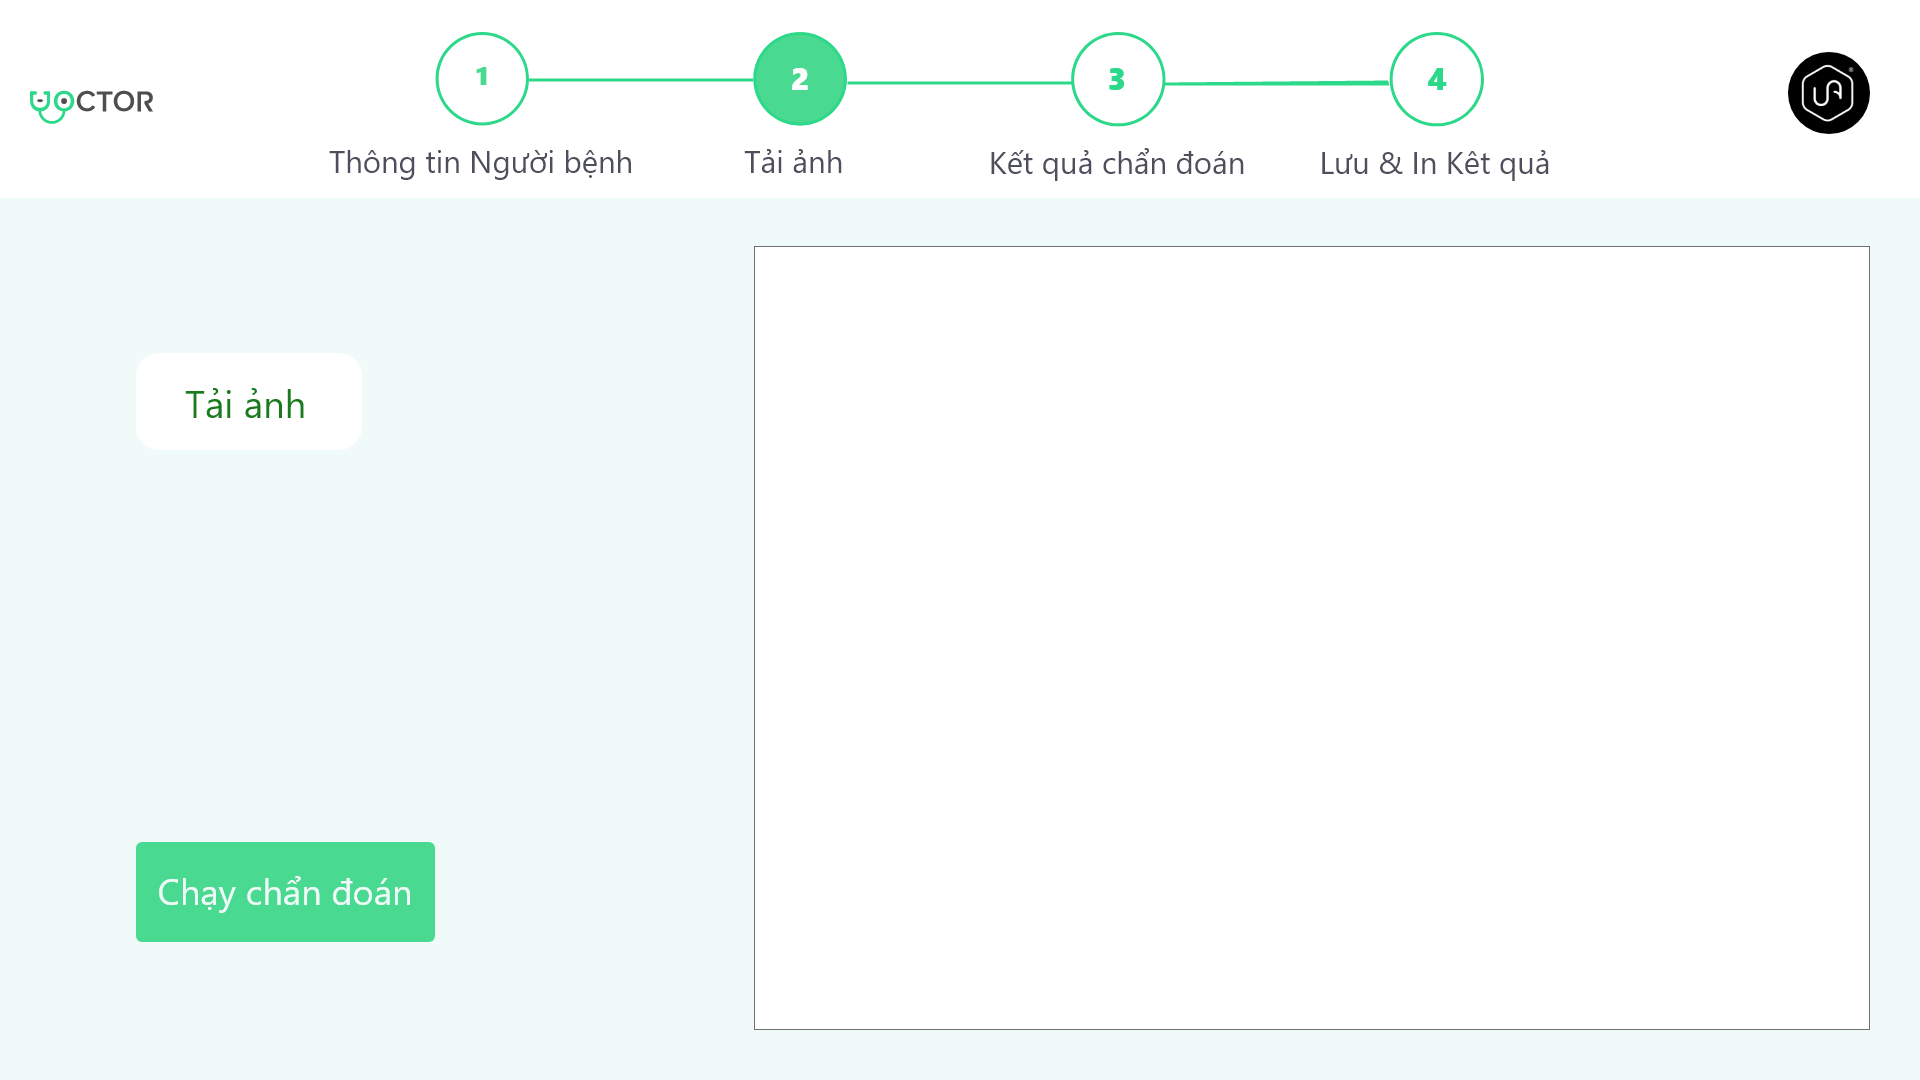 UOCTOR
1
2
3
4
Thông tin Người bệnh
Tải ảnh
Kết quả chẩn đoán
Lưu & In Kêt quả
Tải ảnh
Chạy chẩn đoán